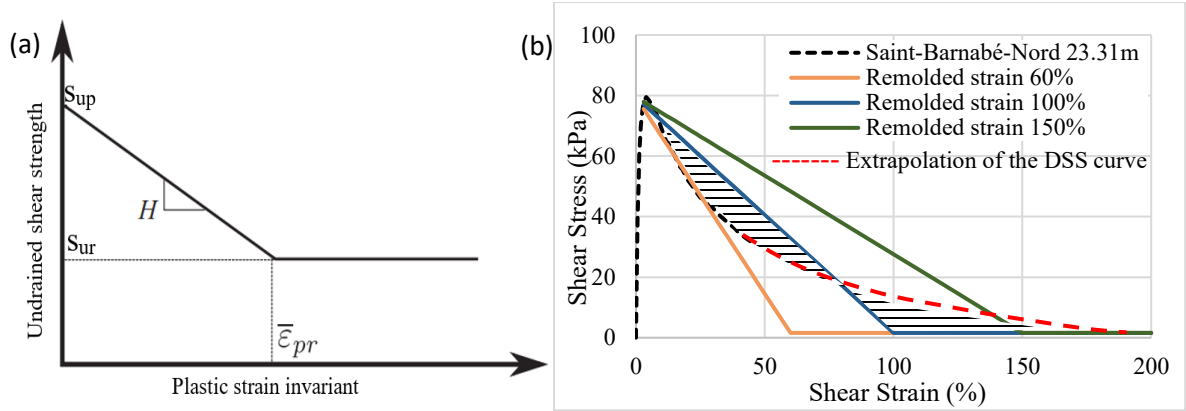 (a)
Undrained shear strength
Sup
H
Sur
ε̅pr
Plastic strain invariant
(b)
Shear Stress (kPa)
100
80
60
40
20
0
Saint-Barnabé-Nord 23.31m
Remolded strain 60%
Remolded strain 100%
Remolded strain 150%
Extrapolation of the DSS curve
0
50
100
150
200
Shear Strain (%)